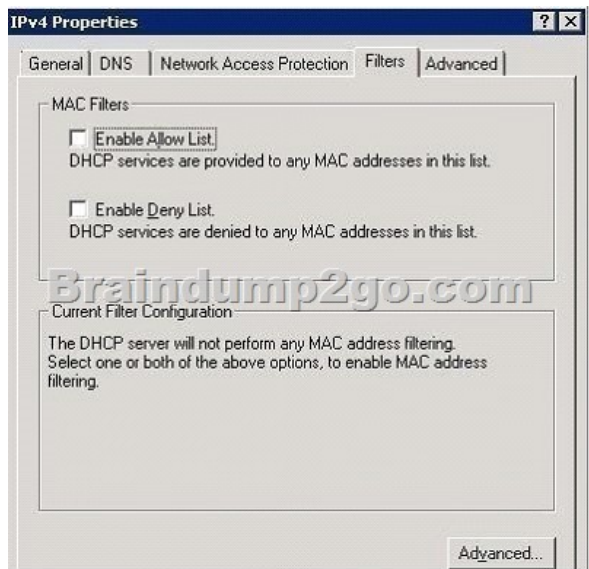 IPv4 Properties
General DNS Network Access Protection Filters Advanced
MAC Filters
Enable Allow List.
DHCP services are provided to any MAC addresses in this list.
Enable Deny List.
DHCP services are denied to any MAC addresses in this list.
Braindump2go.com
Current Filter Configuration
The DHCP server will not perform any MAC address filtering.
Select one or both of the above options, to enable MAC address
filtering.
Advanced...